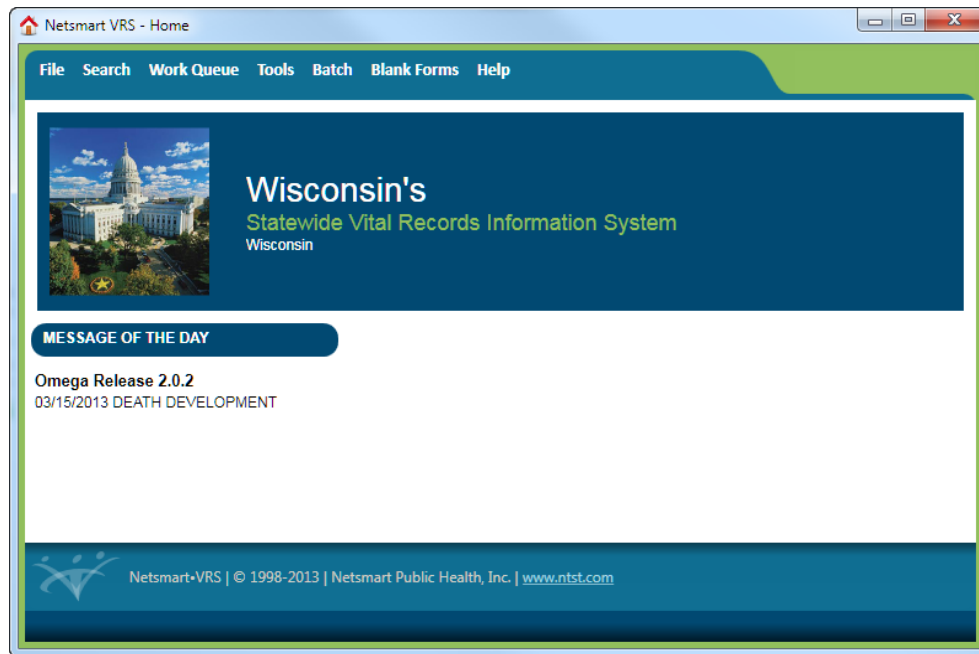 Netsmart VRS - Home
File Search Work Queue Tools Batch Blank Forms Help
Wisconsin's
Statewide Vital Records Information System
Wisconsin
MESSAGE OF THE DAY
Omega Release 2.0.2
03/15/2013 DEATH DEVELOPMENT
Netsmart•VRS | © 1998-2013 | Netsmart Public Health, Inc. | www.ntst.com